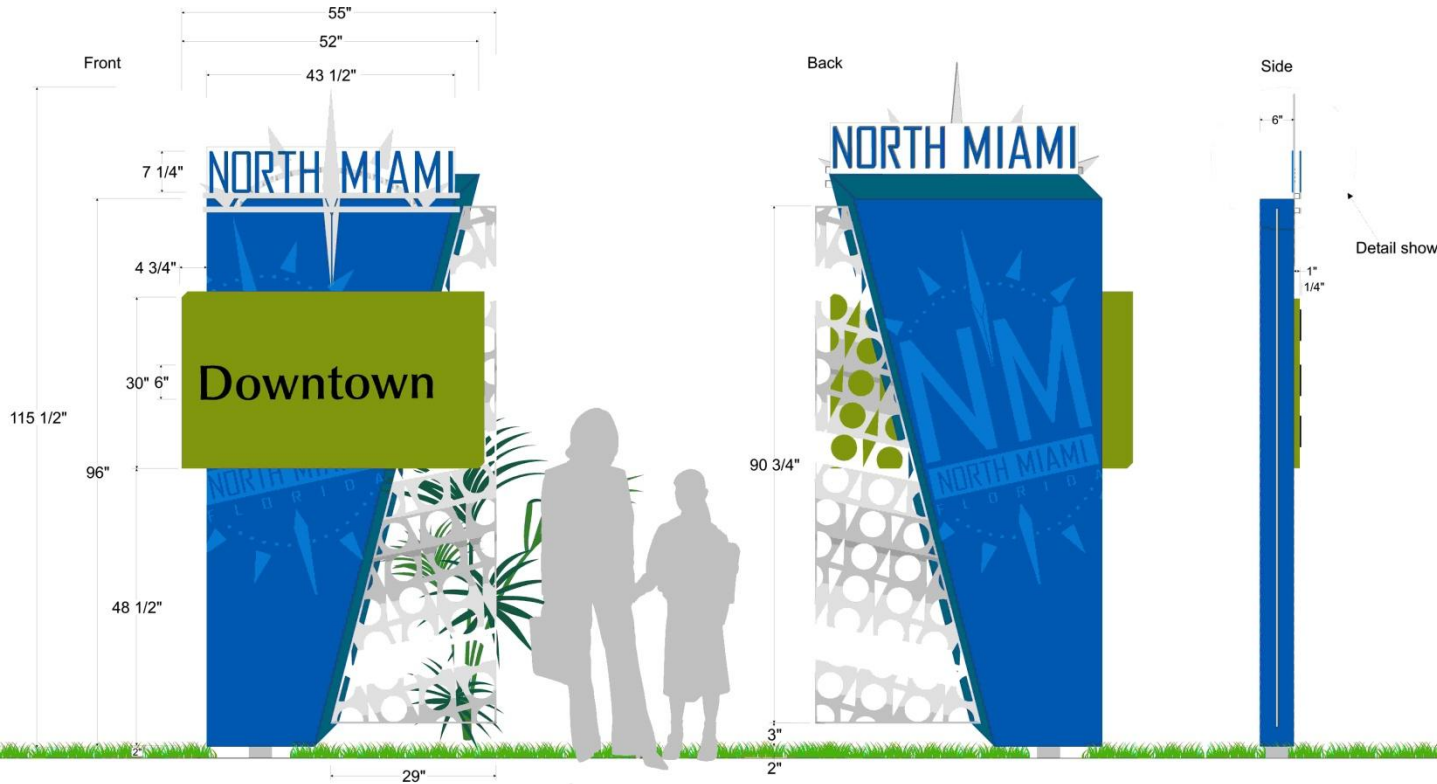 55"
52"
Front
43 1/2"
NORTH MIAMI
7 1/4"
4 3/4"
Downtown
30" 6"
115 1/2"
96"
NORTH MIAMI
FLORIDA
48 1/2"
2"
29"
Back
NORTH MIAMI
NM
NORTH MIAMI
FLORIDA
90 3/4"
3"
2"
Side
6"
Detail show
1"
1/4"